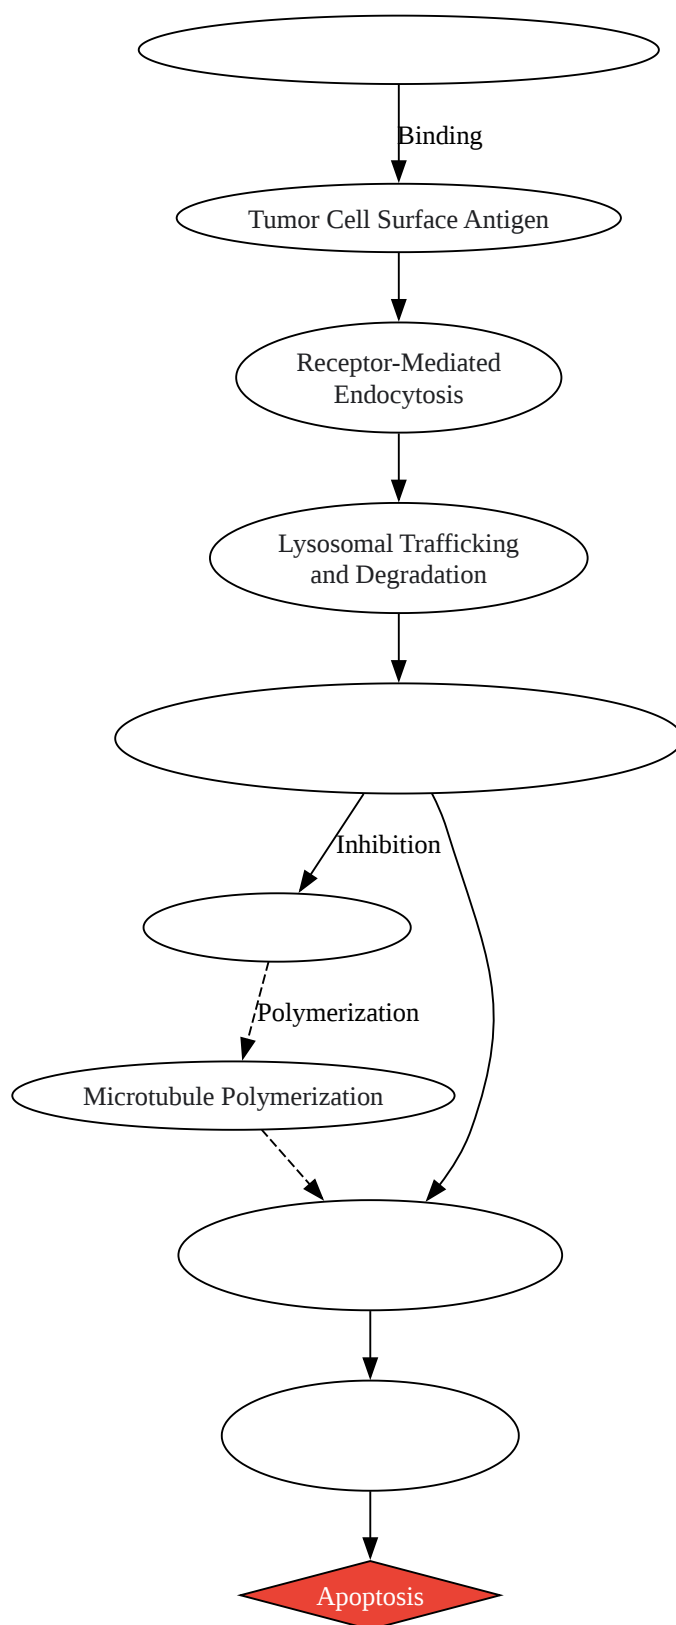 Binding
Tumor Cell Surface Antigen
Receptor-Mediated
Endocytosis
Lysosomal Trafficking
and Degradation
Inhibition
Polymerization
Microtubule Polymerization
Apoptosis